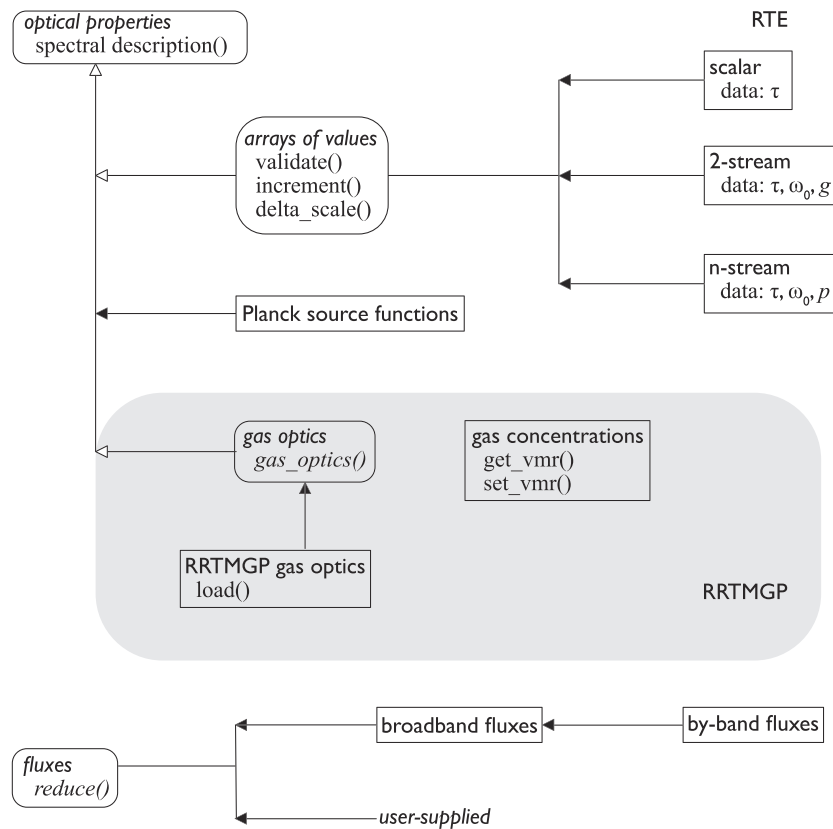 optical properties
spectral description()
RTE
scalar
data: τ
arrays of values
validate()
increment()
delta_scale()
2-stream
data: τ, ω0, g
n-stream
data: τ, ω0, p
Planck source functions
gas optics
gas_optics()
gas concentrations
get_vmr()
set_vmr()
RRTMGP gas optics
load()
RRTMGP
broadband fluxes
by-band fluxes
fluxes
reduce()
user-supplied